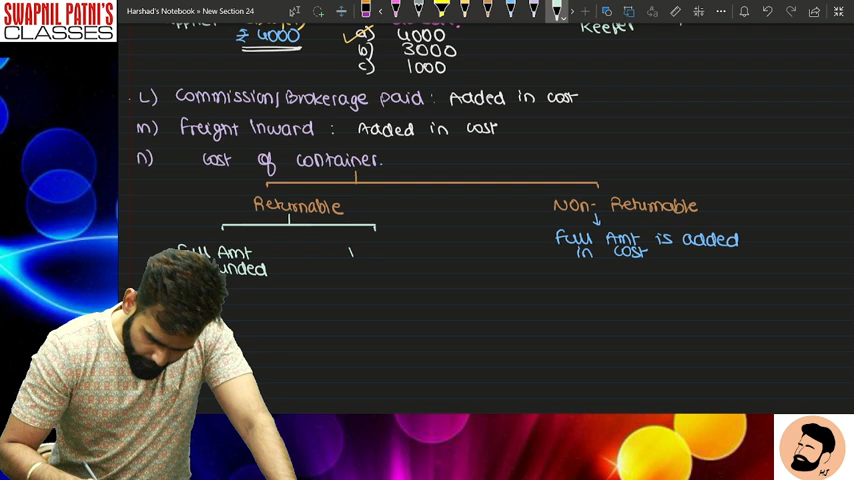 SWAPNIL PATNI'S
CLASSES
Harshad's Notebook » New Section 24
₹ 4000
a) 4000
b) 3000
c) 1000
Keeper
L) Commission/Brokerage paid: Added in cost
m) Freight Inward : Added in cost
n) cost of container.
Returnable
Non- Returnable
Full Amt is added
in cost
Amt
HS